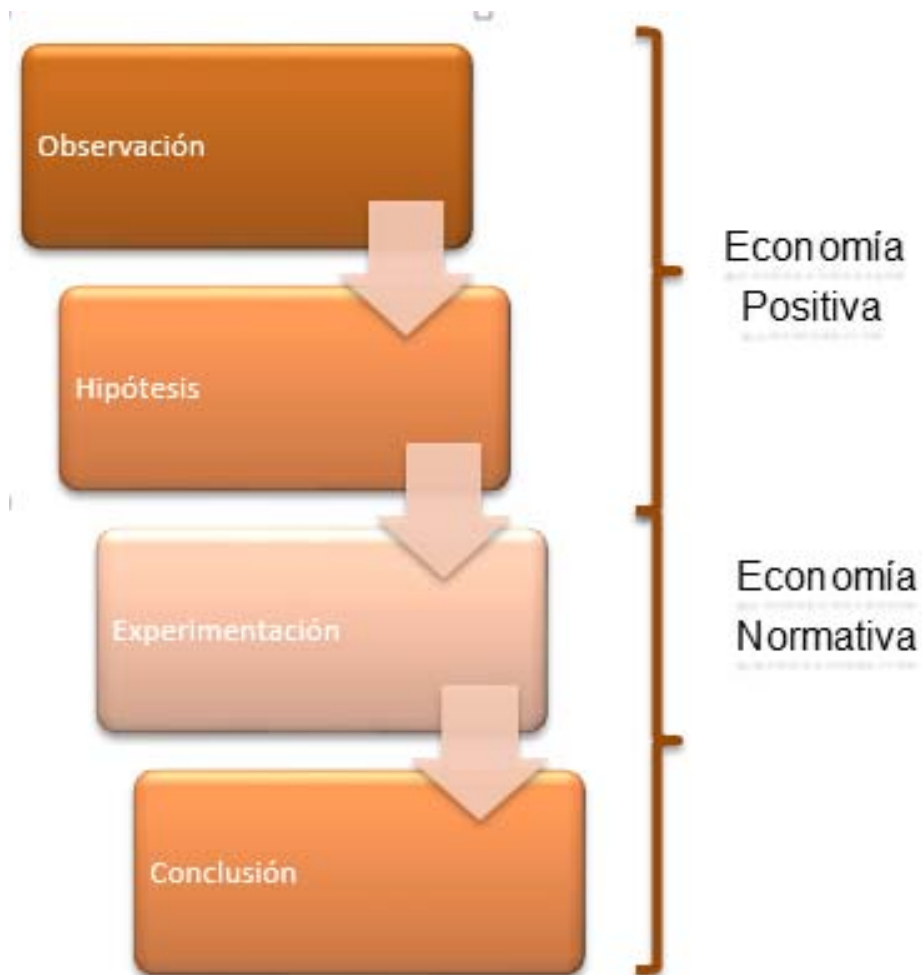 Observación
Economía
Positiva
Hipótesis
Experimentación
Economía
Normativa
Conclusión